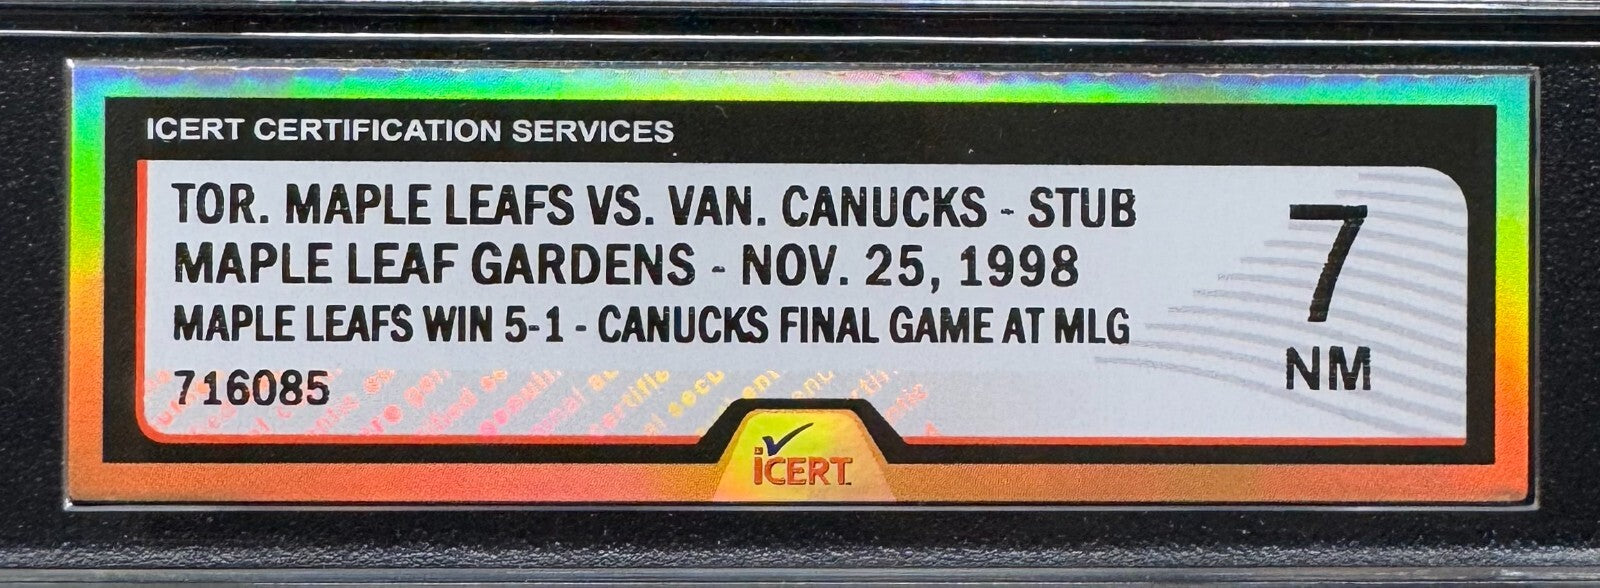 ICERT CERTIFICATION SERVICES
TOR. MAPLE LEAFS VS. VAN. CANUCKS - STUB
MAPLE LEAF GARDENS - NOV. 25, 1998
MAPLE LEAFS WIN 5-1 - CANUCKS FINAL GAME AT MLG
716085
7
NM
iCERT